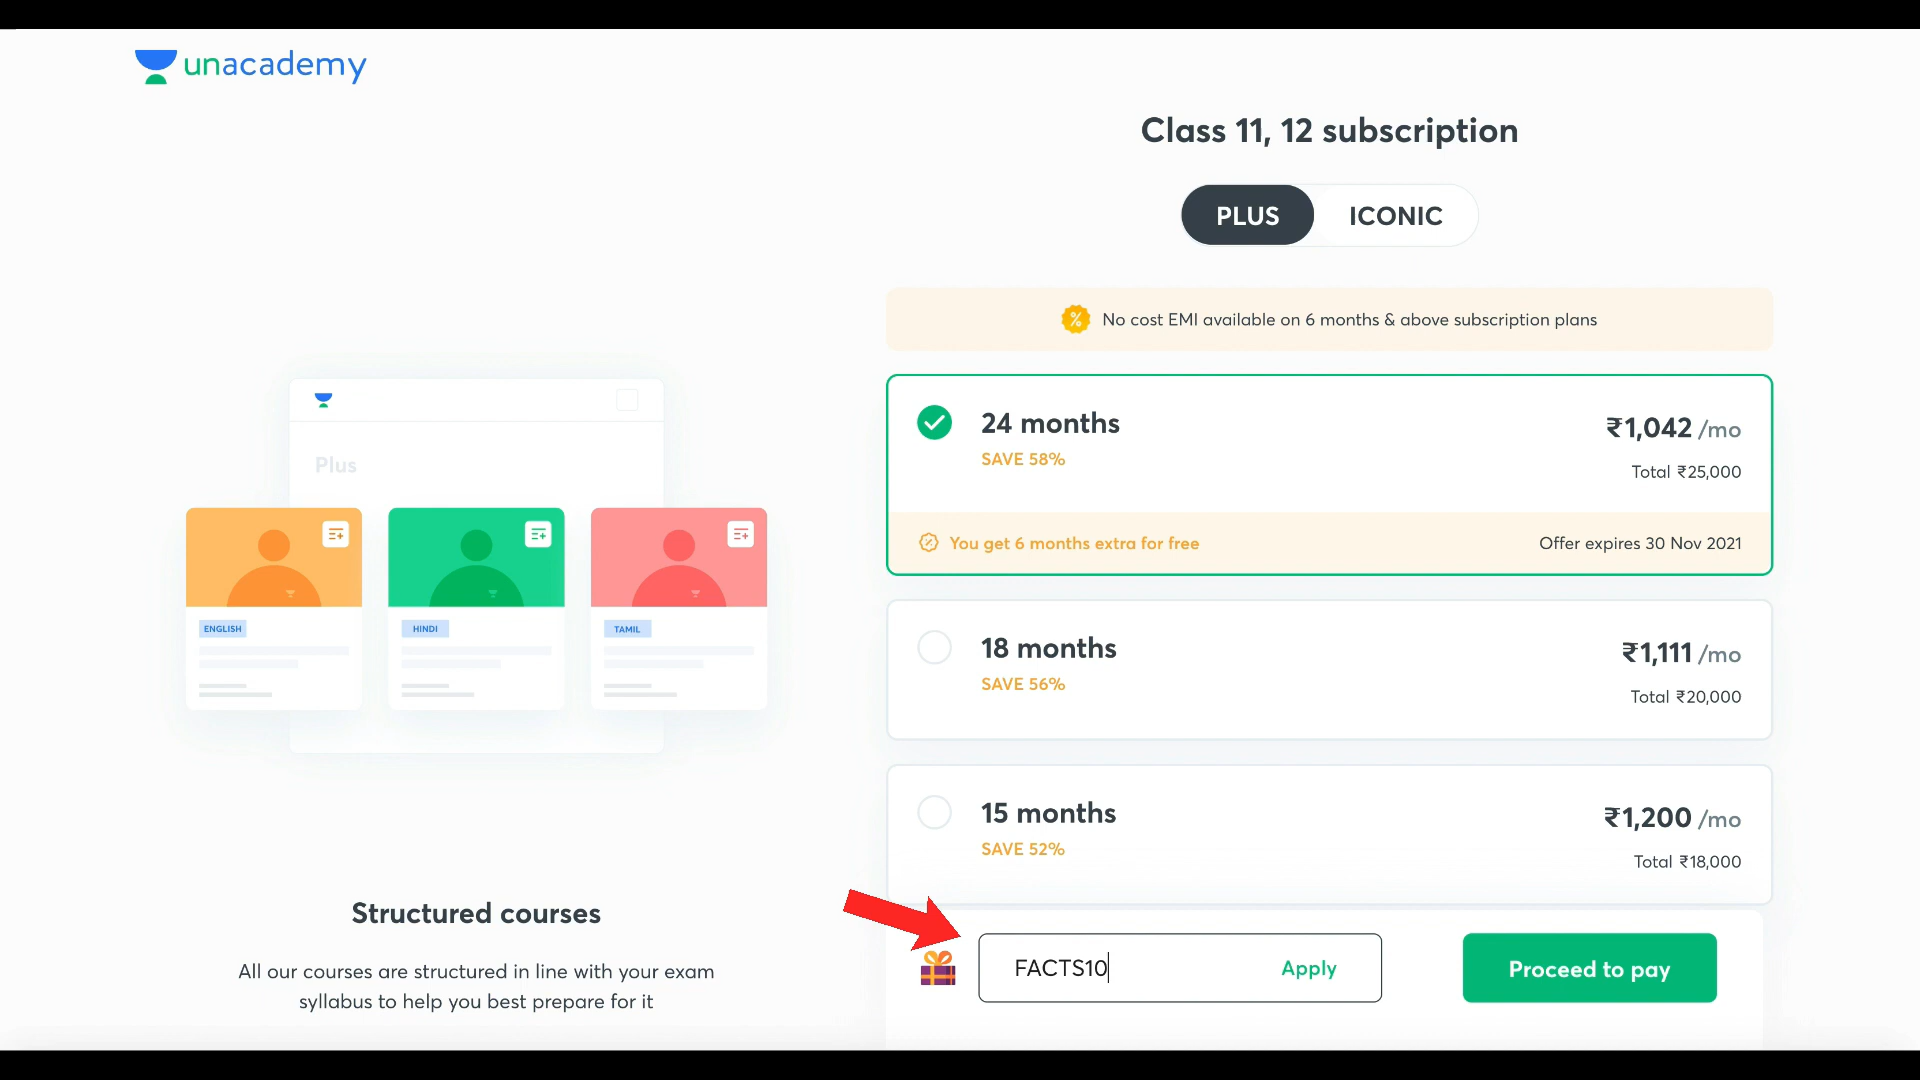 unacademy
Class 11, 12 subscription
PLUS
ICONIC
No cost EMI available on 6 months & above subscription plans
24 months
₹1,042 /mo
SAVE 58%
Total ₹25,000
You get 6 months extra for free
Offer expires 30 Nov 2021
18 months
₹1,111 /mo
SAVE 56%
Total ₹20,000
15 months
₹1,200 /mo
SAVE 52%
Total ₹18,000
FACTS10
Apply
Proceed to pay
Plus
ENGLISH
HINDI
TAMIL
Structured courses
All our courses are structured in line with your exam
syllabus to help you best prepare for it